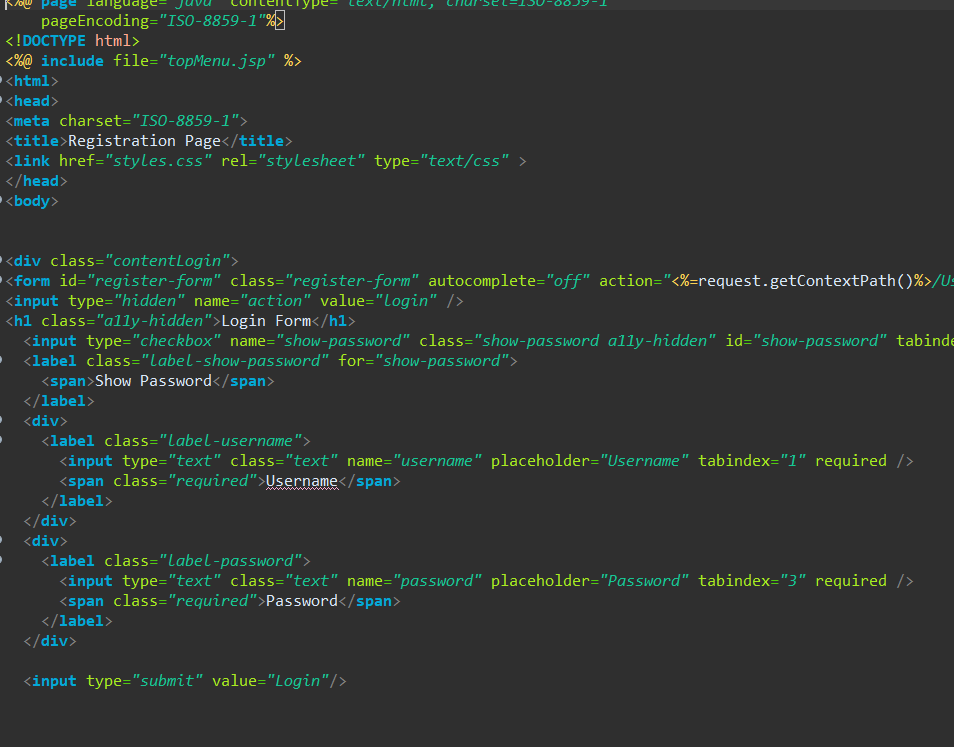 <%@ page language="java" contentType="text/html; charset=ISO-8859-1"
    pageEncoding="ISO-8859-1"%>
<!DOCTYPE html>
<%@ include file="topMenu.jsp" %>
<html>
<head>
<meta charset="ISO-8859-1">
<title>Registration Page</title>
<link href="styles.css" rel="stylesheet" type="text/css" >
</head>
<body>
<div class="contentLogin">
<form id="register-form" class="register-form" autocomplete="off" action="<%=request.getContextPath()%>/Us
<input type="hidden" name="action" value="login" />
<h1 class="a11y-hidden">Login Form</h1>
  <input type="checkbox" name="show-password" class="show-password a11y-hidden" id="show-password" tabinde
  <label class="label-show-password" for="show-password">
    <span>Show Password</span>
  </label>
  <div>
    <label class="label-username">
      <input type="text" class="text" name="username" placeholder="Username" tabindex="1" required />
      <span class="required">Username</span>
    </label>
  </div>
  <div>
    <label class="label-password">
      <input type="text" class="text" name="password" placeholder="Password" tabindex="3" required />
      <span class="required">Password</span>
    </label>
  </div>
  <input type="submit" value="Login"/>